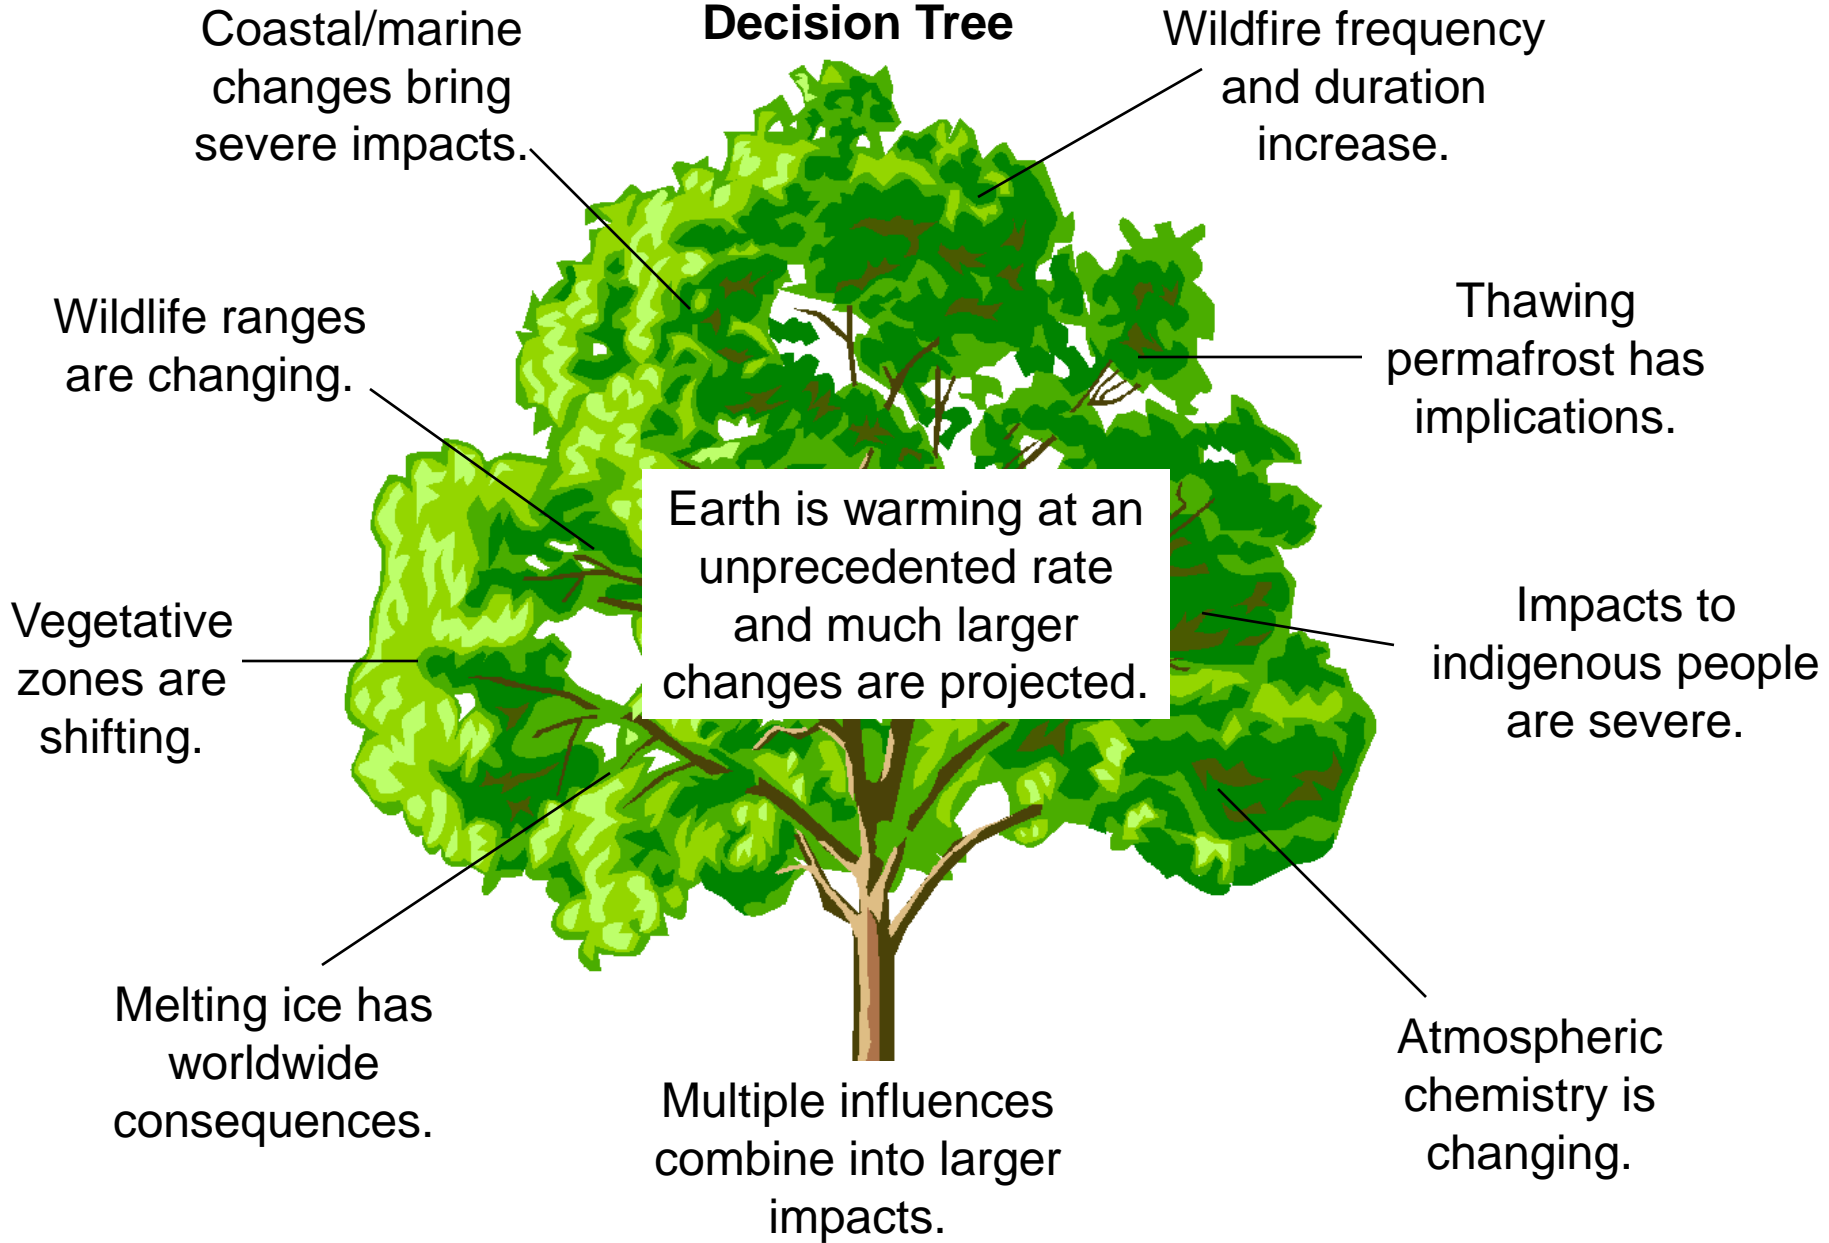 Decision Tree
Coastal/marine
changes bring
severe impacts.
Wildfire frequency
and duration
increase.
Wildlife ranges
are changing.
Thawing
permafrost has
implications.
Earth is warming at an
unprecedented rate
and much larger
changes are projected.
Vegetative
zones are
shifting.
Impacts to
indigenous people
are severe.
Melting ice has
worldwide
consequences.
Atmospheric
chemistry is
changing.
Multiple influences
combine into larger
impacts.